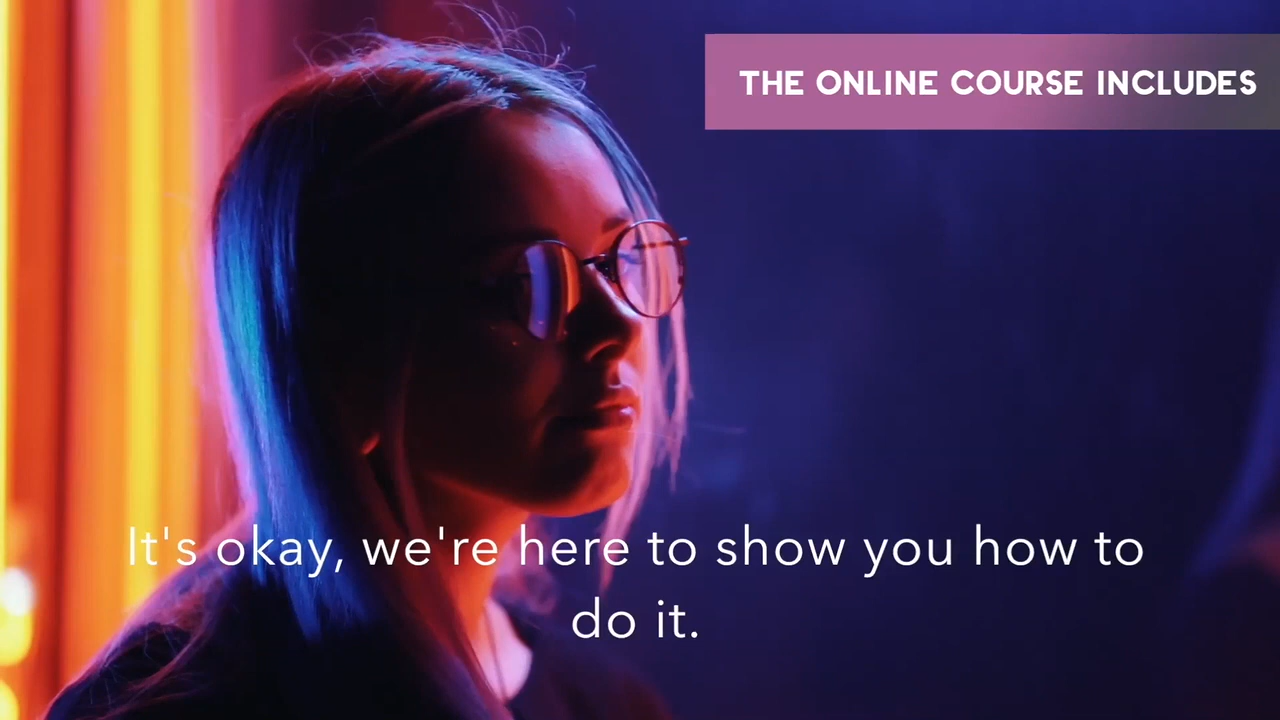 THE ONLINE COURSE INCLUDES
It's okay, we're here to show you how to
do it.